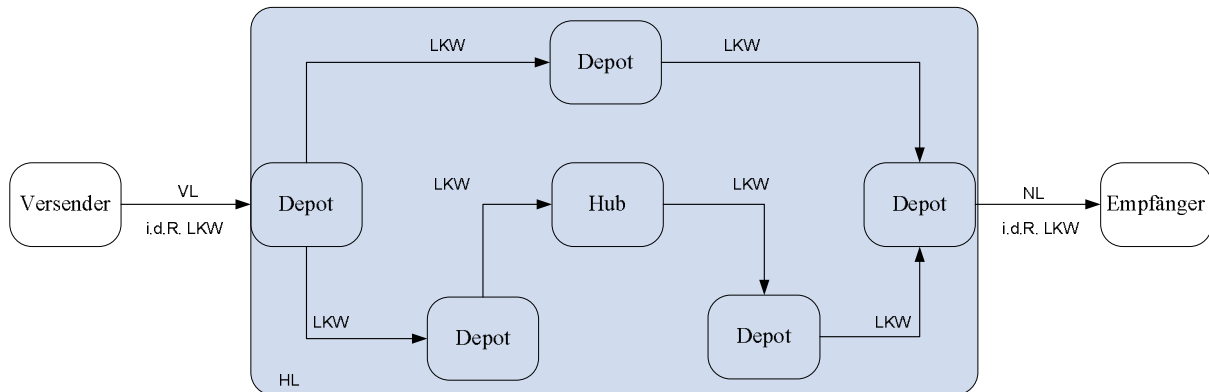 LKW
LKW
Depot
Versender
VL
i.d.R. LKW
Depot
LKW
Hub
LKW
Depot
NL
i.d.R. LKW
Empfänger
LKW
Depot
Depot
LKW
HL